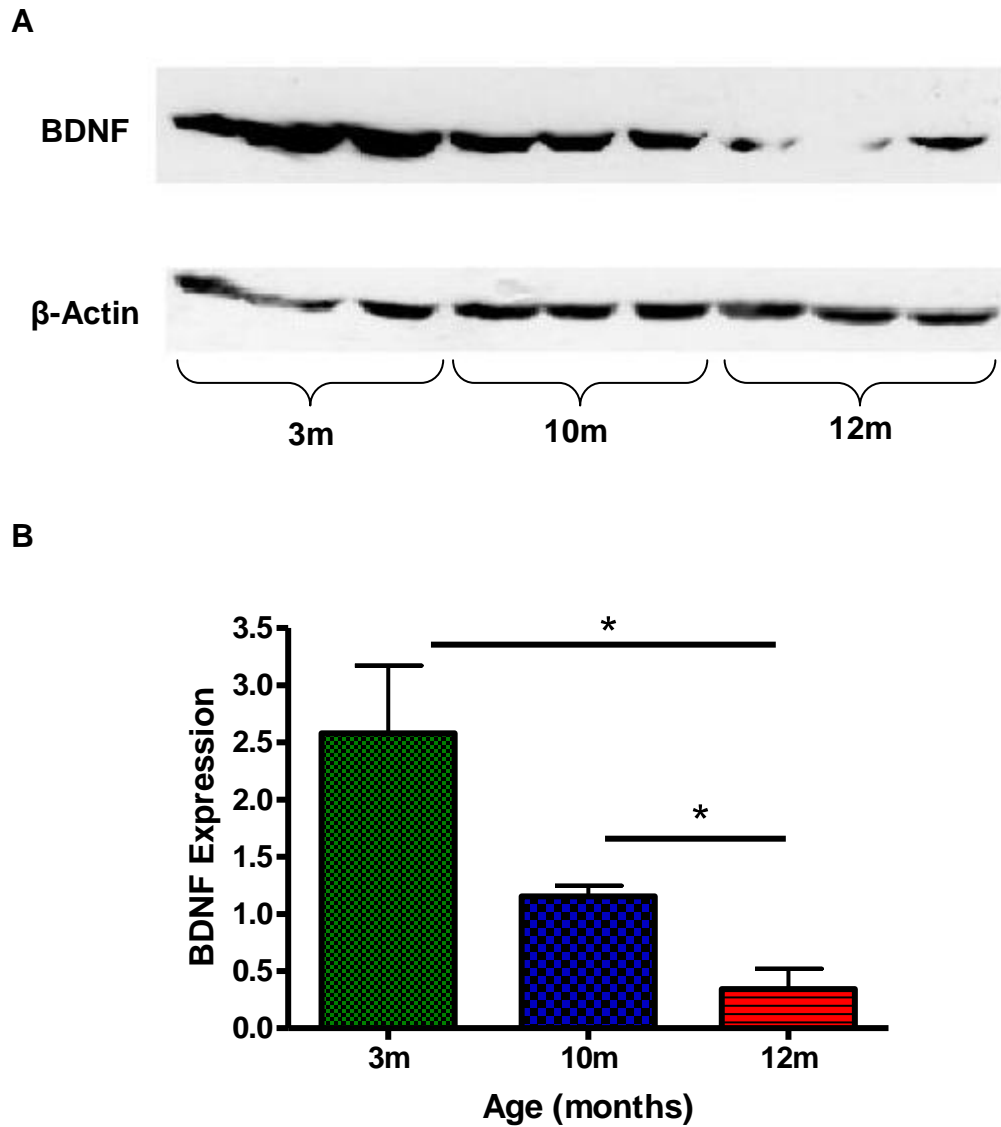 A
BDNF
β-Actin
3m 10m 12m
B
*
*
3.5
3.0
2.5
2.0
1.5
1.0
0.5
0.0
BDNF Expression
3m 10m 12m
Age (months)